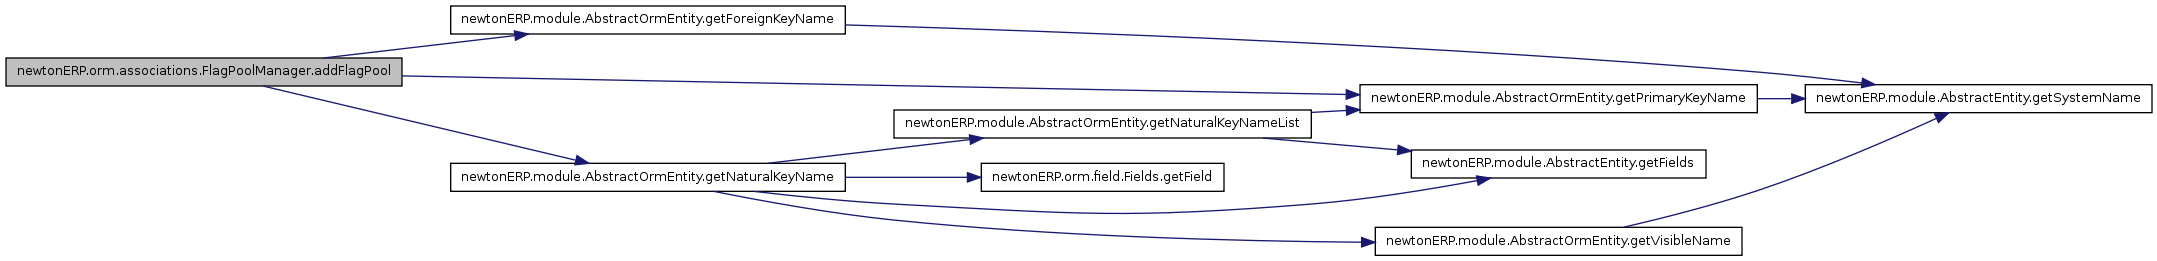 newtonERP.module.AbstractOrmEntity.getForeignKeyName
newtonERP.orm.associations.FlagPoolManager.addFlagPool
newtonERP.module.AbstractOrmEntity.getPrimaryKeyName
newtonERP.module.AbstractEntity.getSystemName
newtonERP.module.AbstractOrmEntity.getNaturalKeyNameList
newtonERP.module.AbstractEntity.getFields
newtonERP.module.AbstractOrmEntity.getNaturalKeyName
newtonERP.orm.field.Fields.getField
newtonERP.module.AbstractOrmEntity.getVisibleName